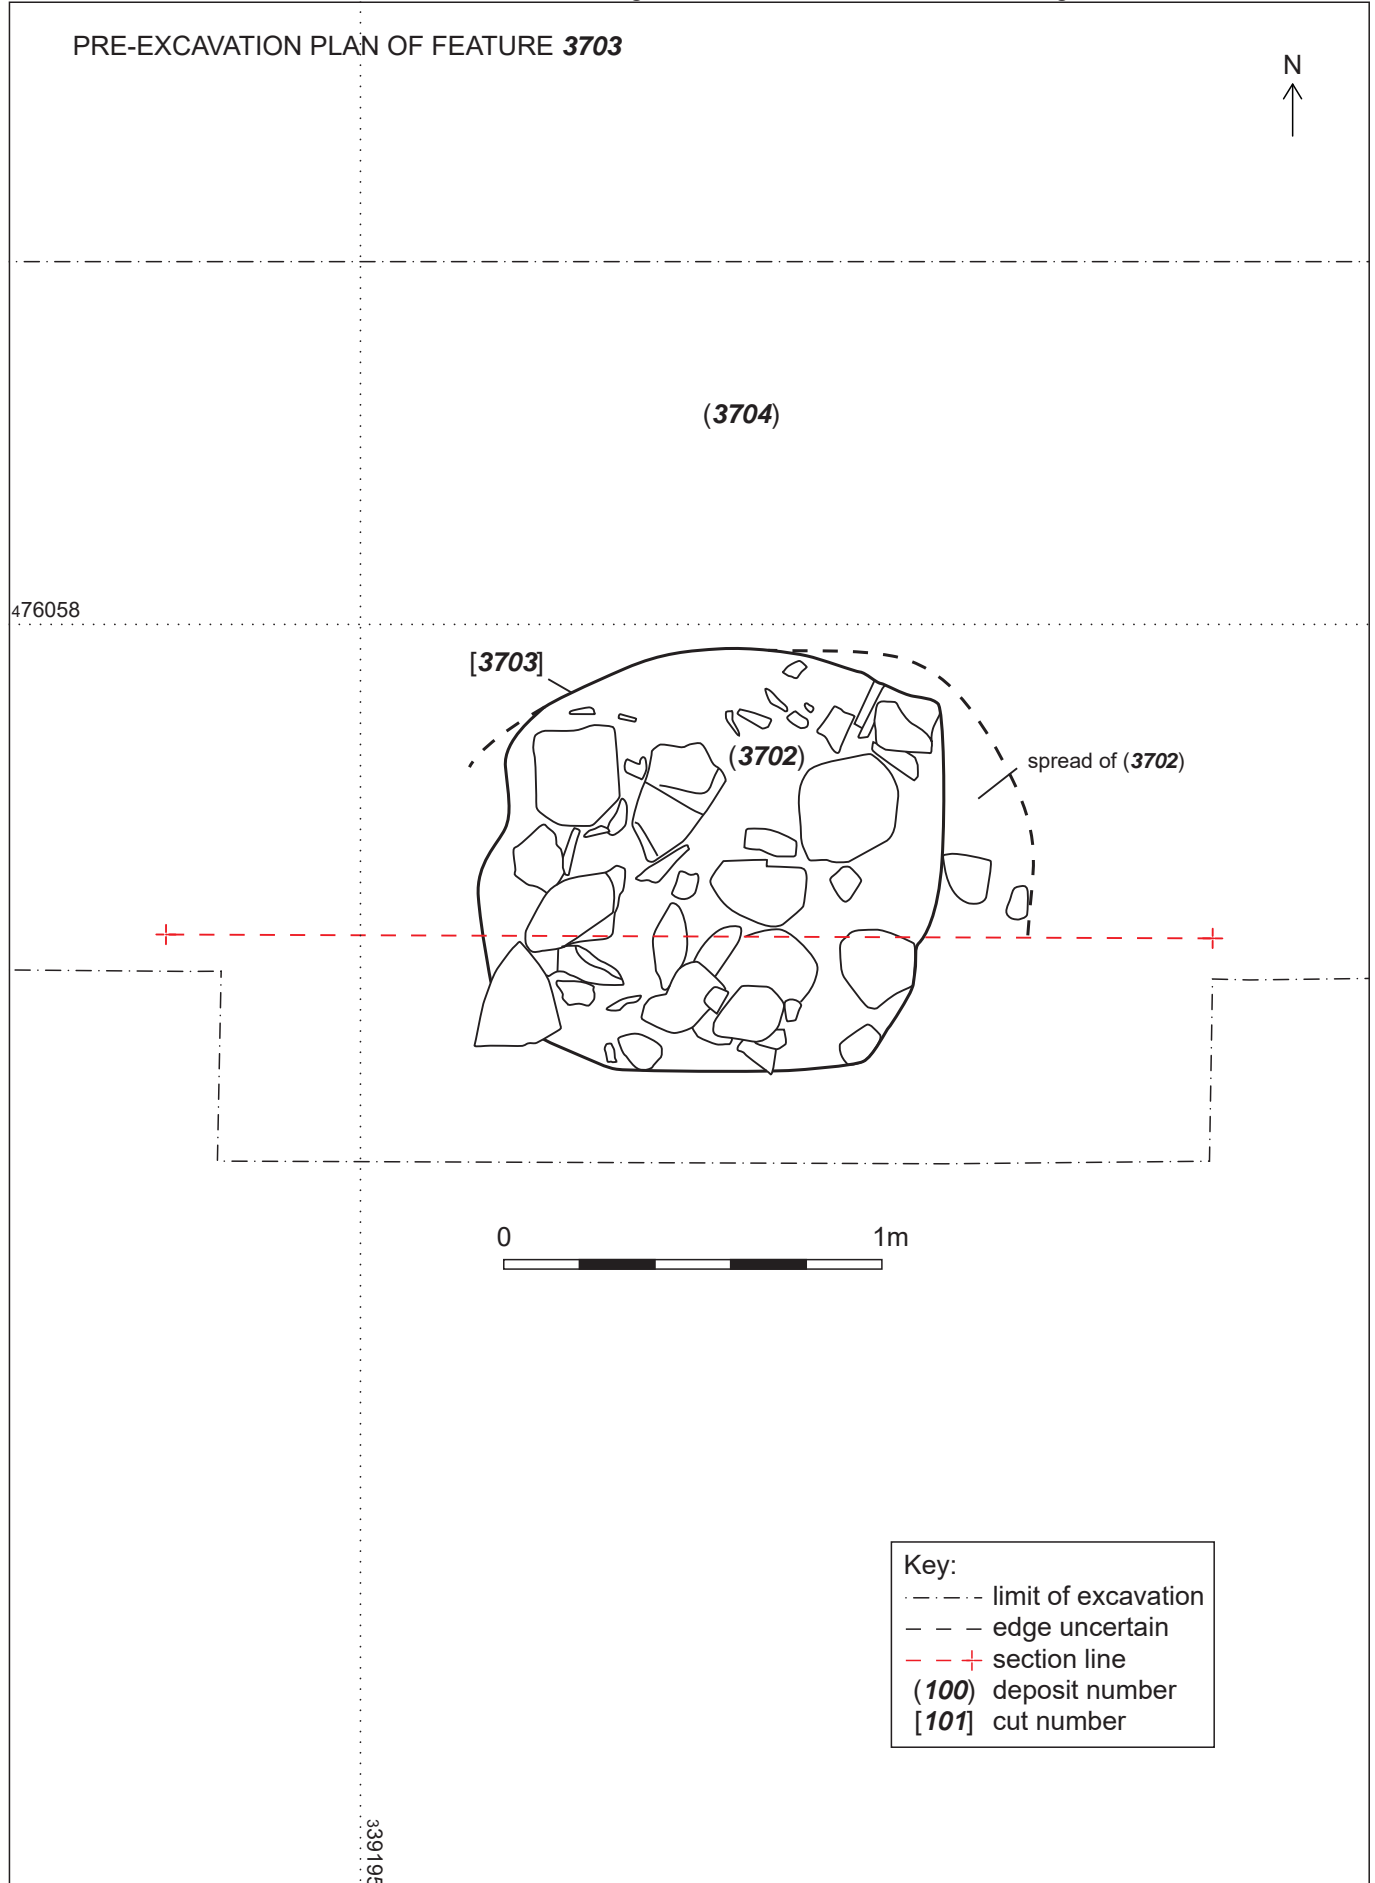 PRE-EXCAVATION PLAN OF FEATURE 3703
N
(3704)
476058
[3703]
(3702)
spread of (3702)
0 1m
Key:
limit of excavation
edge uncertain
section line
(100) deposit number
[101] cut number
339195